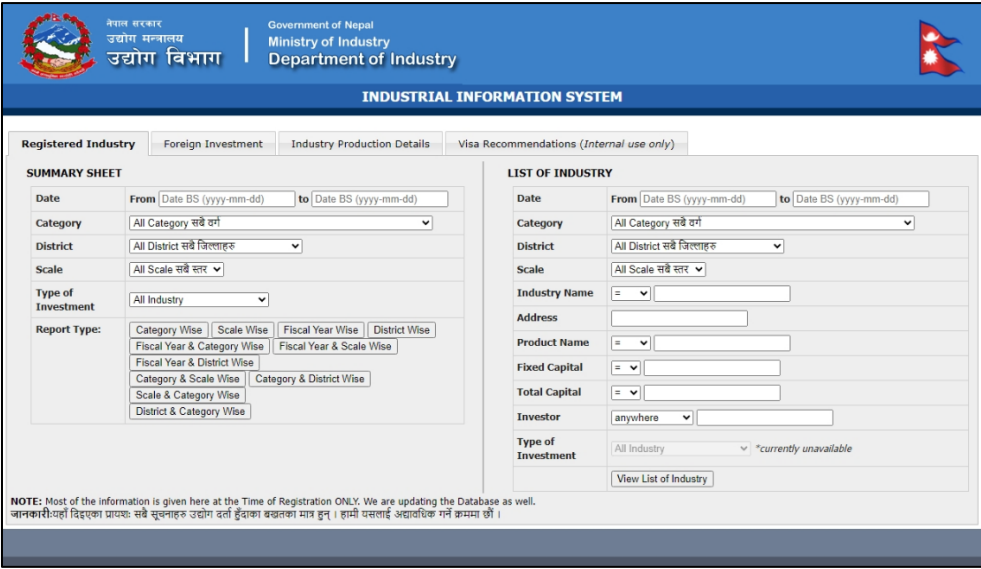 नेपाल सरकार
उद्योग मन्त्रालय
उद्योग विभाग
Government of Nepal
Ministry of Industry
Department of Industry
INDUSTRIAL INFORMATION SYSTEM
Registered Industry
Foreign Investment
Industry Production Details
Visa Recommendations (Internal use only)
SUMMARY SHEET
Date From Date BS (yyyy-mm-dd) to Date BS (yyyy-mm-dd)
Category All Category सबै वर्ग
District All District सबै जिल्लाहरु
Scale All Scale सबै स्तर
Type of
Investment All Industry
Report Type: Category Wise Scale Wise Fiscal Year Wise District Wise
Fiscal Year & Category Wise Fiscal Year & Scale Wise
Fiscal Year & District Wise
Category & Scale Wise Category & District Wise
Scale & Category Wise
District & Category Wise
LIST OF INDUSTRY
Date From Date BS (yyyy-mm-dd) to Date BS (yyyy-mm-dd)
Category All Category सबै वर्ग
District All District सबै जिल्लाहरु
Scale All Scale सबै स्तर
Industry Name =
Address
Product Name =
Fixed Capital =
Total Capital =
Investor anywhere
Type of
Investment All Industry *currently unavailable
View List of Industry
NOTE: Most of the information is given here at the Time of Registration ONLY. We are updating the Database as well.
जानकारी:यहाँ दिइएका प्रायशः सबै सूचनाहरु उद्योग दर्ता हुँदाका बखतका मात्र हुन् । हामी यसलाई अद्यावधिक गर्ने क्रममा छौं ।